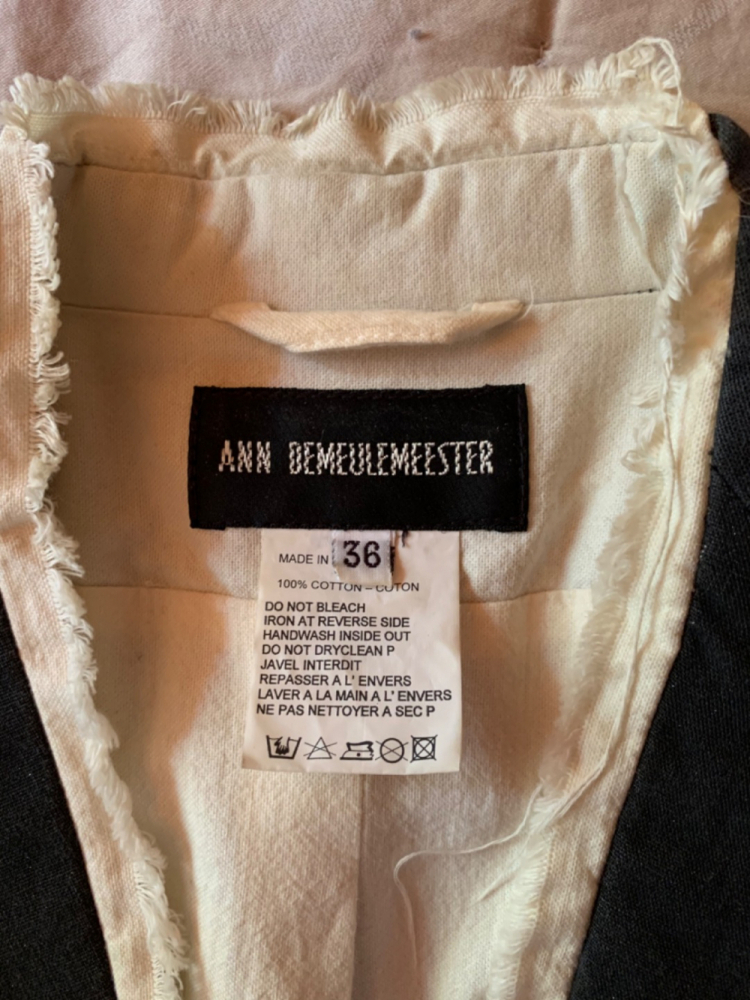 ANN DEMEULEMEESTER
MADE IN
36
100% COTTON – COTON
DO NOT BLEACH
IRON AT REVERSE SIDE
HANDWASH INSIDE OUT
DO NOT DRYCLEAN P
JAVEL INTERDIT
REPASSER A L' ENVERS
LAVER A LA MAIN A L' ENVERS
NE PAS NETTOYER A SEC P